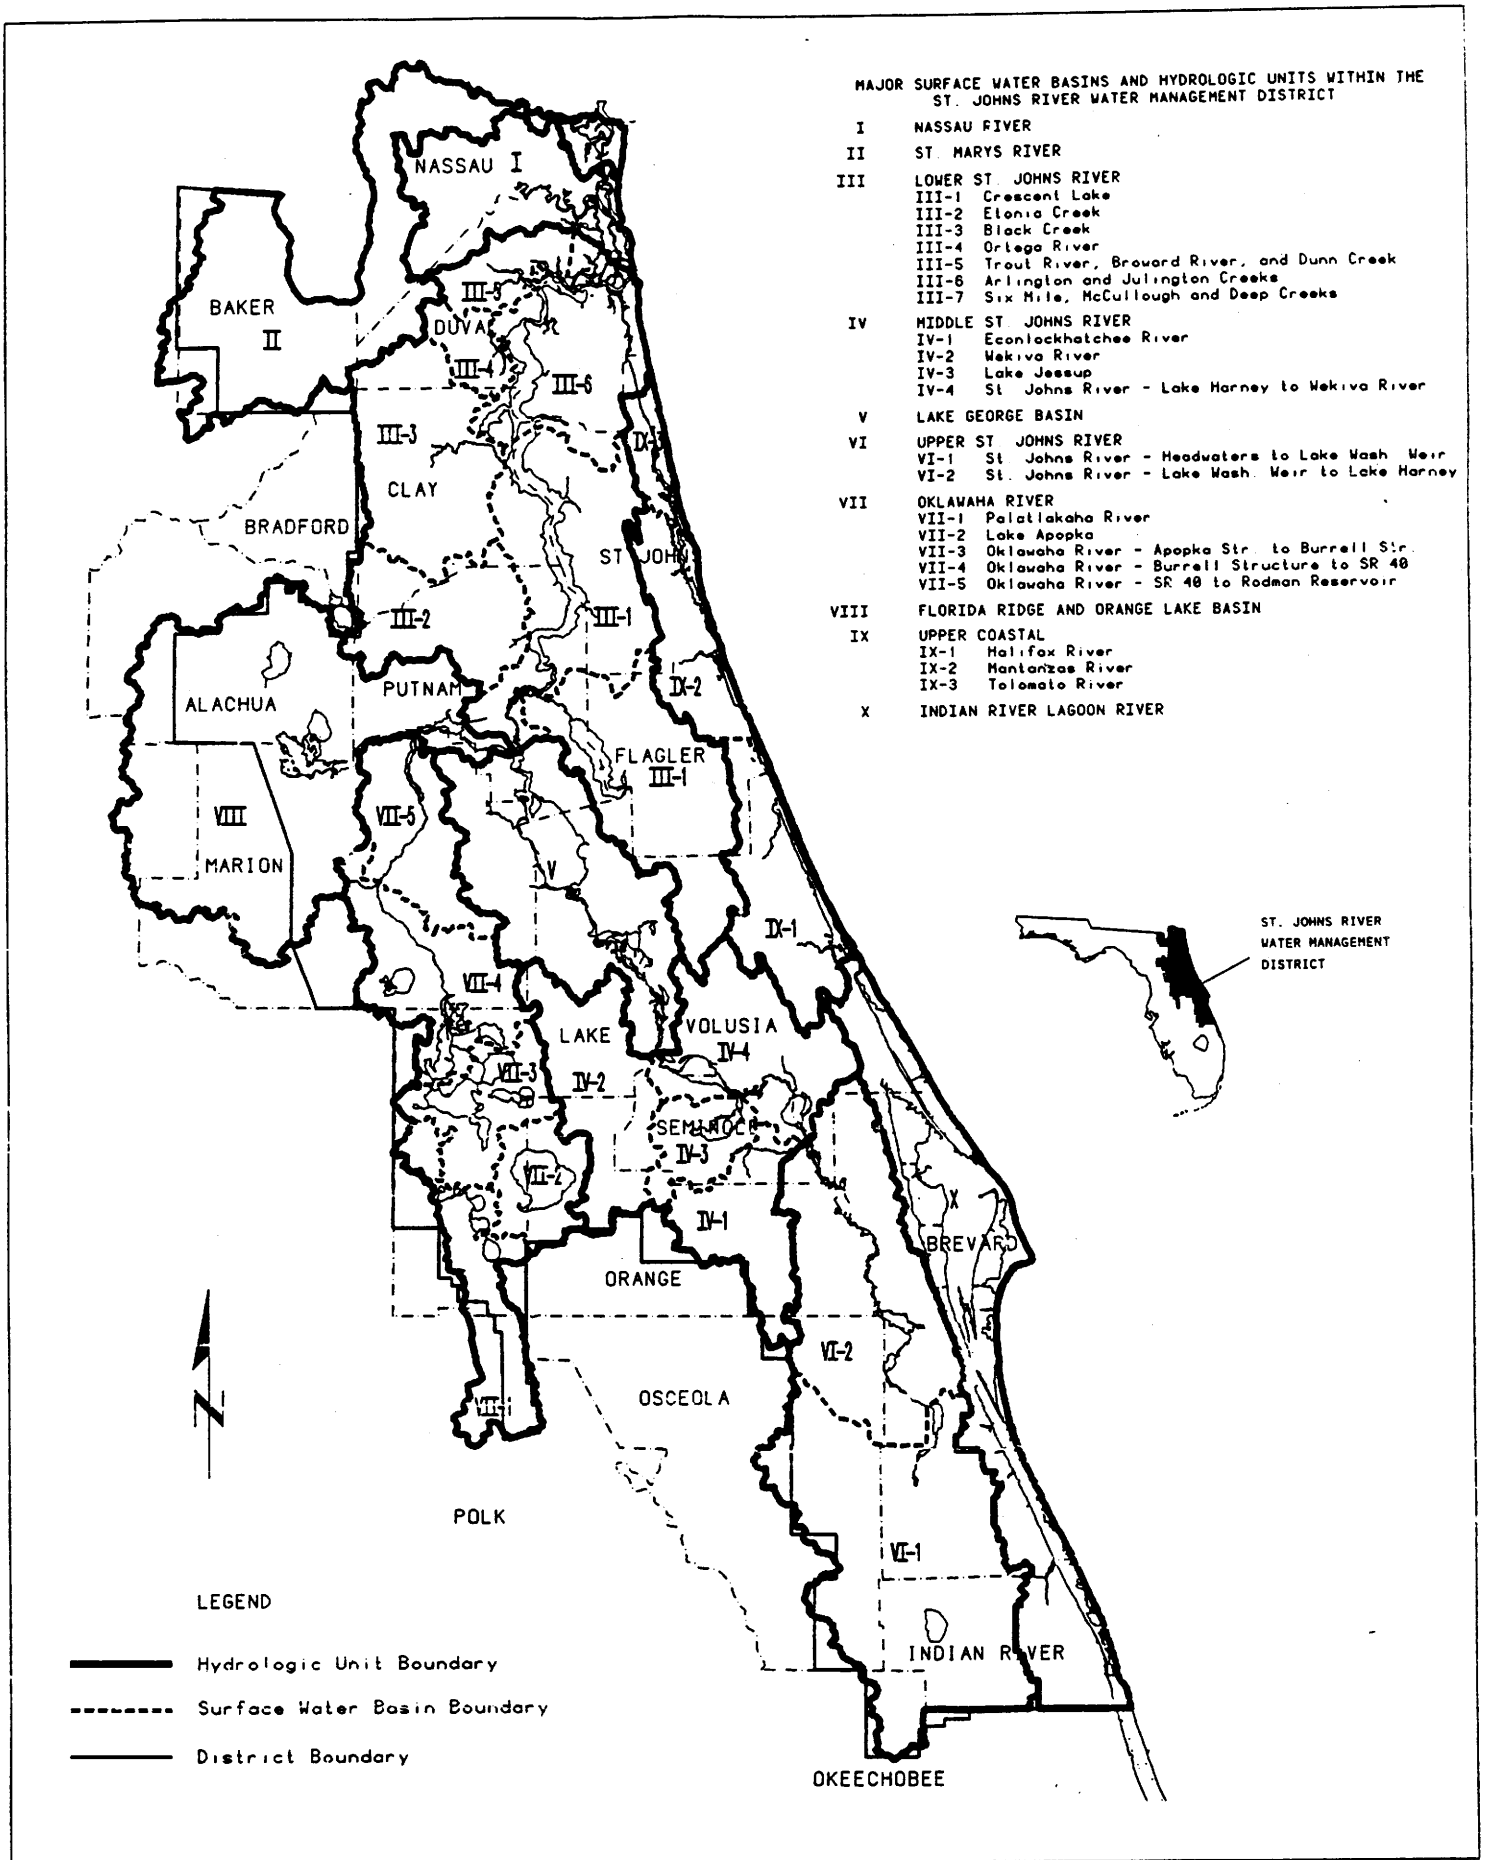 MAJOR SURFACE WATER BASINS AND HYDROLOGIC UNITS WITHIN THE
ST. JOHNS RIVER WATER MANAGEMENT DISTRICT
I NASSAU RIVER
II ST. MARYS RIVER
III LOWER ST. JOHNS RIVER
III-1 Crescent Lake
III-2 Etonia Creek
III-3 Black Creek
III-4 Ortega River
III-5 Trout River, Broward River, and Dunn Creek
III-6 Arlington and Julington Creeks
III-7 Six Mile, McCullough and Deep Creeks
IV MIDDLE ST. JOHNS RIVER
IV-1 Econlockhatchee River
IV-2 Wekiva River
IV-3 Lake Jessup
IV-4 St Johns River - Lake Harney to Wekiva River
V LAKE GEORGE BASIN
VI UPPER ST JOHNS RIVER
VI-1 St. Johns River - Headwaters to Lake Wash Weir
VI-2 St. Johns River - Lake Wash. Weir to Lake Harney
VII OKLAWAHA RIVER
VII-1 Palatlakaha River
VII-2 Lake Apopka
VII-3 Oklawaha River - Apopka Str. to Burrell Str.
VII-4 Oklawaha River - Burrell Structure to SR 40
VII-5 Oklawaha River - SR 40 to Rodman Reservoir
VIII FLORIDA RIDGE AND ORANGE LAKE BASIN
IX UPPER COASTAL
IX-1 Halifax River
IX-2 Mantanzas River
IX-3 Tolomato River
X INDIAN RIVER LAGOON RIVER
NASSAU I
BAKER
II
III-5
DUVAL
III-4
III-6
III-3
IX-3
CLAY
BRADFORD
ST JOHN
III-2
III-1
ALACHUA
PUTNAM
IX-2
FLAGLER
III-1
VIII
VII-5
MARION
V
IX-1
ST. JOHNS RIVER
WATER MANAGEMENT
DISTRICT
VII-4
LAKE
VOLUSIA
IV-4
VII-3
IV-2
SEMINOLE
IV-3
VII-2
X
IV-1
BREVARD
ORANGE
VI-2
OSCEOLA
VII-1
N
POLK
VI-1
INDIAN RIVER
OKEECHOBEE
LEGEND
Hydrologic Unit Boundary
Surface Water Basin Boundary
District Boundary